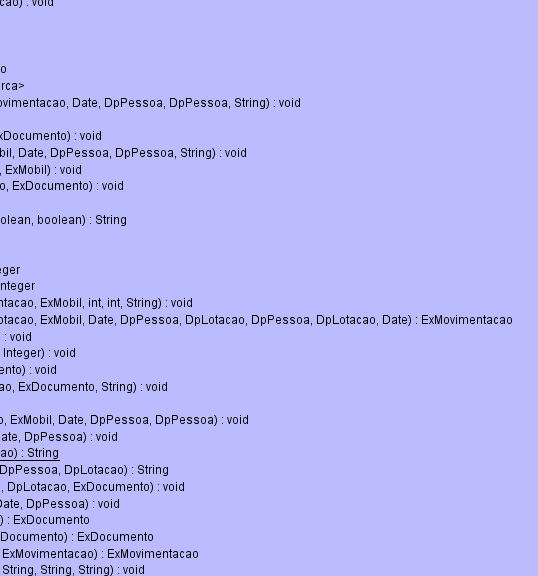 cao) : void
o
rca>
ovimentacao, Date, DpPessoa, DpPessoa, String) : void
xDocumento) : void
bil, Date, DpPessoa, DpPessoa, String) : void
, ExMobil) : void
o, ExDocumento) : void
olean, boolean) : String
eger
nteger
ntacao, ExMobil, int, int, String) : void
otacao, ExMobil, Date, DpPessoa, DpLotacao, DpPessoa, DpLotacao, Date) : ExMovimentacao
: void
Integer) : void
ento) : void
ao, ExDocumento, String) : void
o, ExMobil, Date, DpPessoa, DpPessoa) : void
ate, DpPessoa) : void
ao) : String
DpPessoa, DpLotacao) : String
, DpLotacao, ExDocumento) : void
Date, DpPessoa) : void
) : ExDocumento
Documento) : ExDocumento
ExMovimentacao) : ExMovimentacao
String, String, String) : void